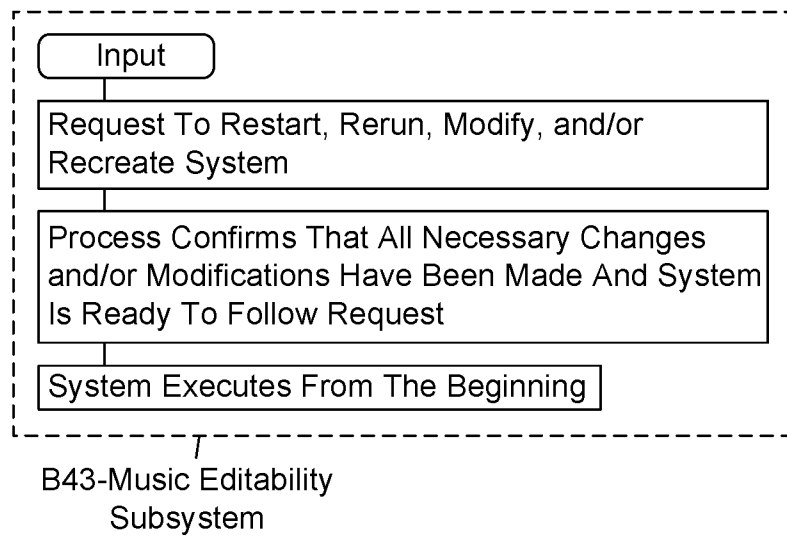 Input
Request To Restart, Rerun, Modify, and/or
Recreate System
Process Confirms That All Necessary Changes
and/or Modifications Have Been Made And System
Is Ready To Follow Request
System Executes From The Beginning
B43-Music Editability
Subsystem